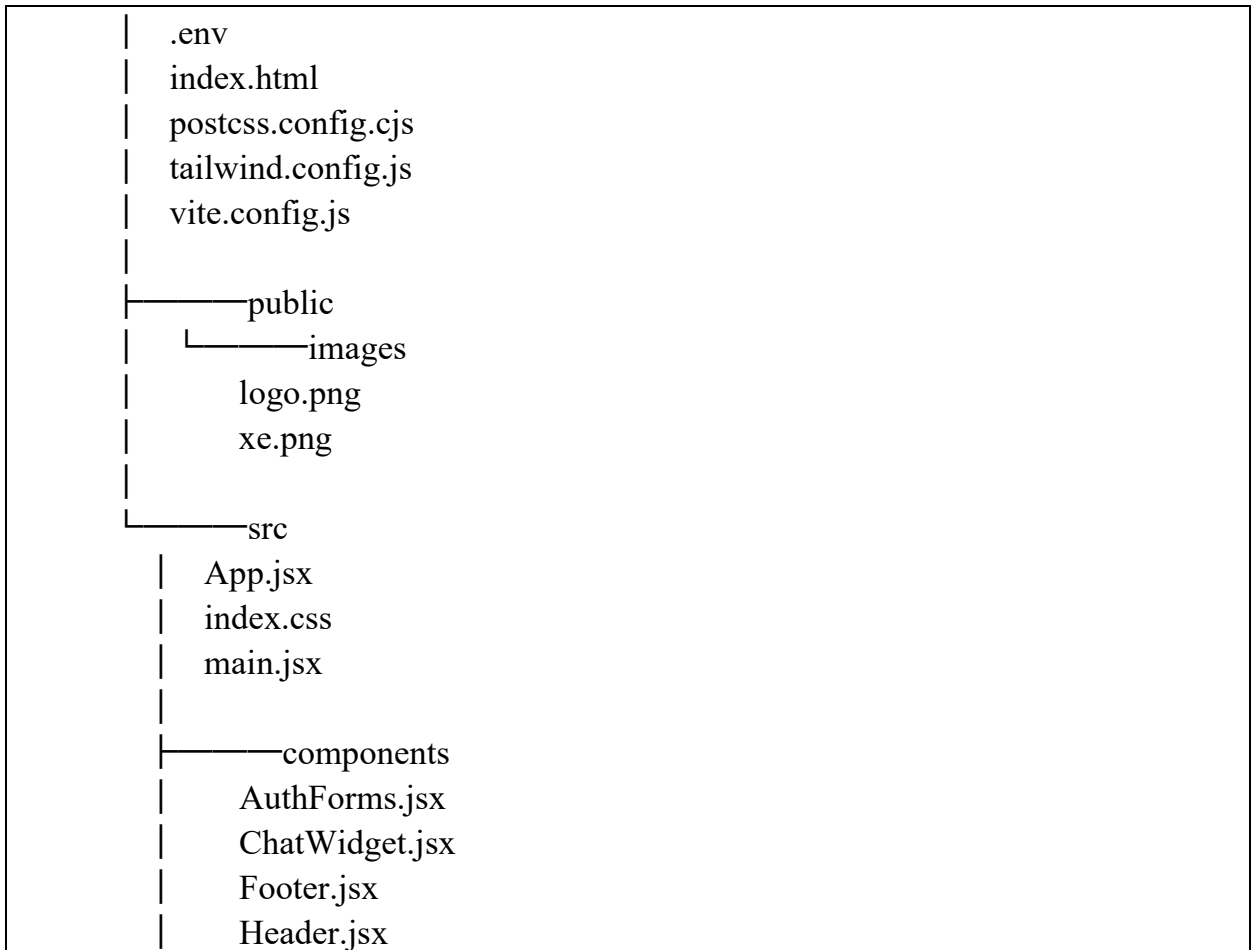 │ .env
│ index.html
│ postcss.config.cjs
│ tailwind.config.js
│ vite.config.js
│
├───public
│ └───images
│ logo.png
│ xe.png
│
└───src
│ App.jsx
│ index.css
│ main.jsx
│
├───components
│ AuthForms.jsx
│ ChatWidget.jsx
│ Footer.jsx
│ Header.jsx